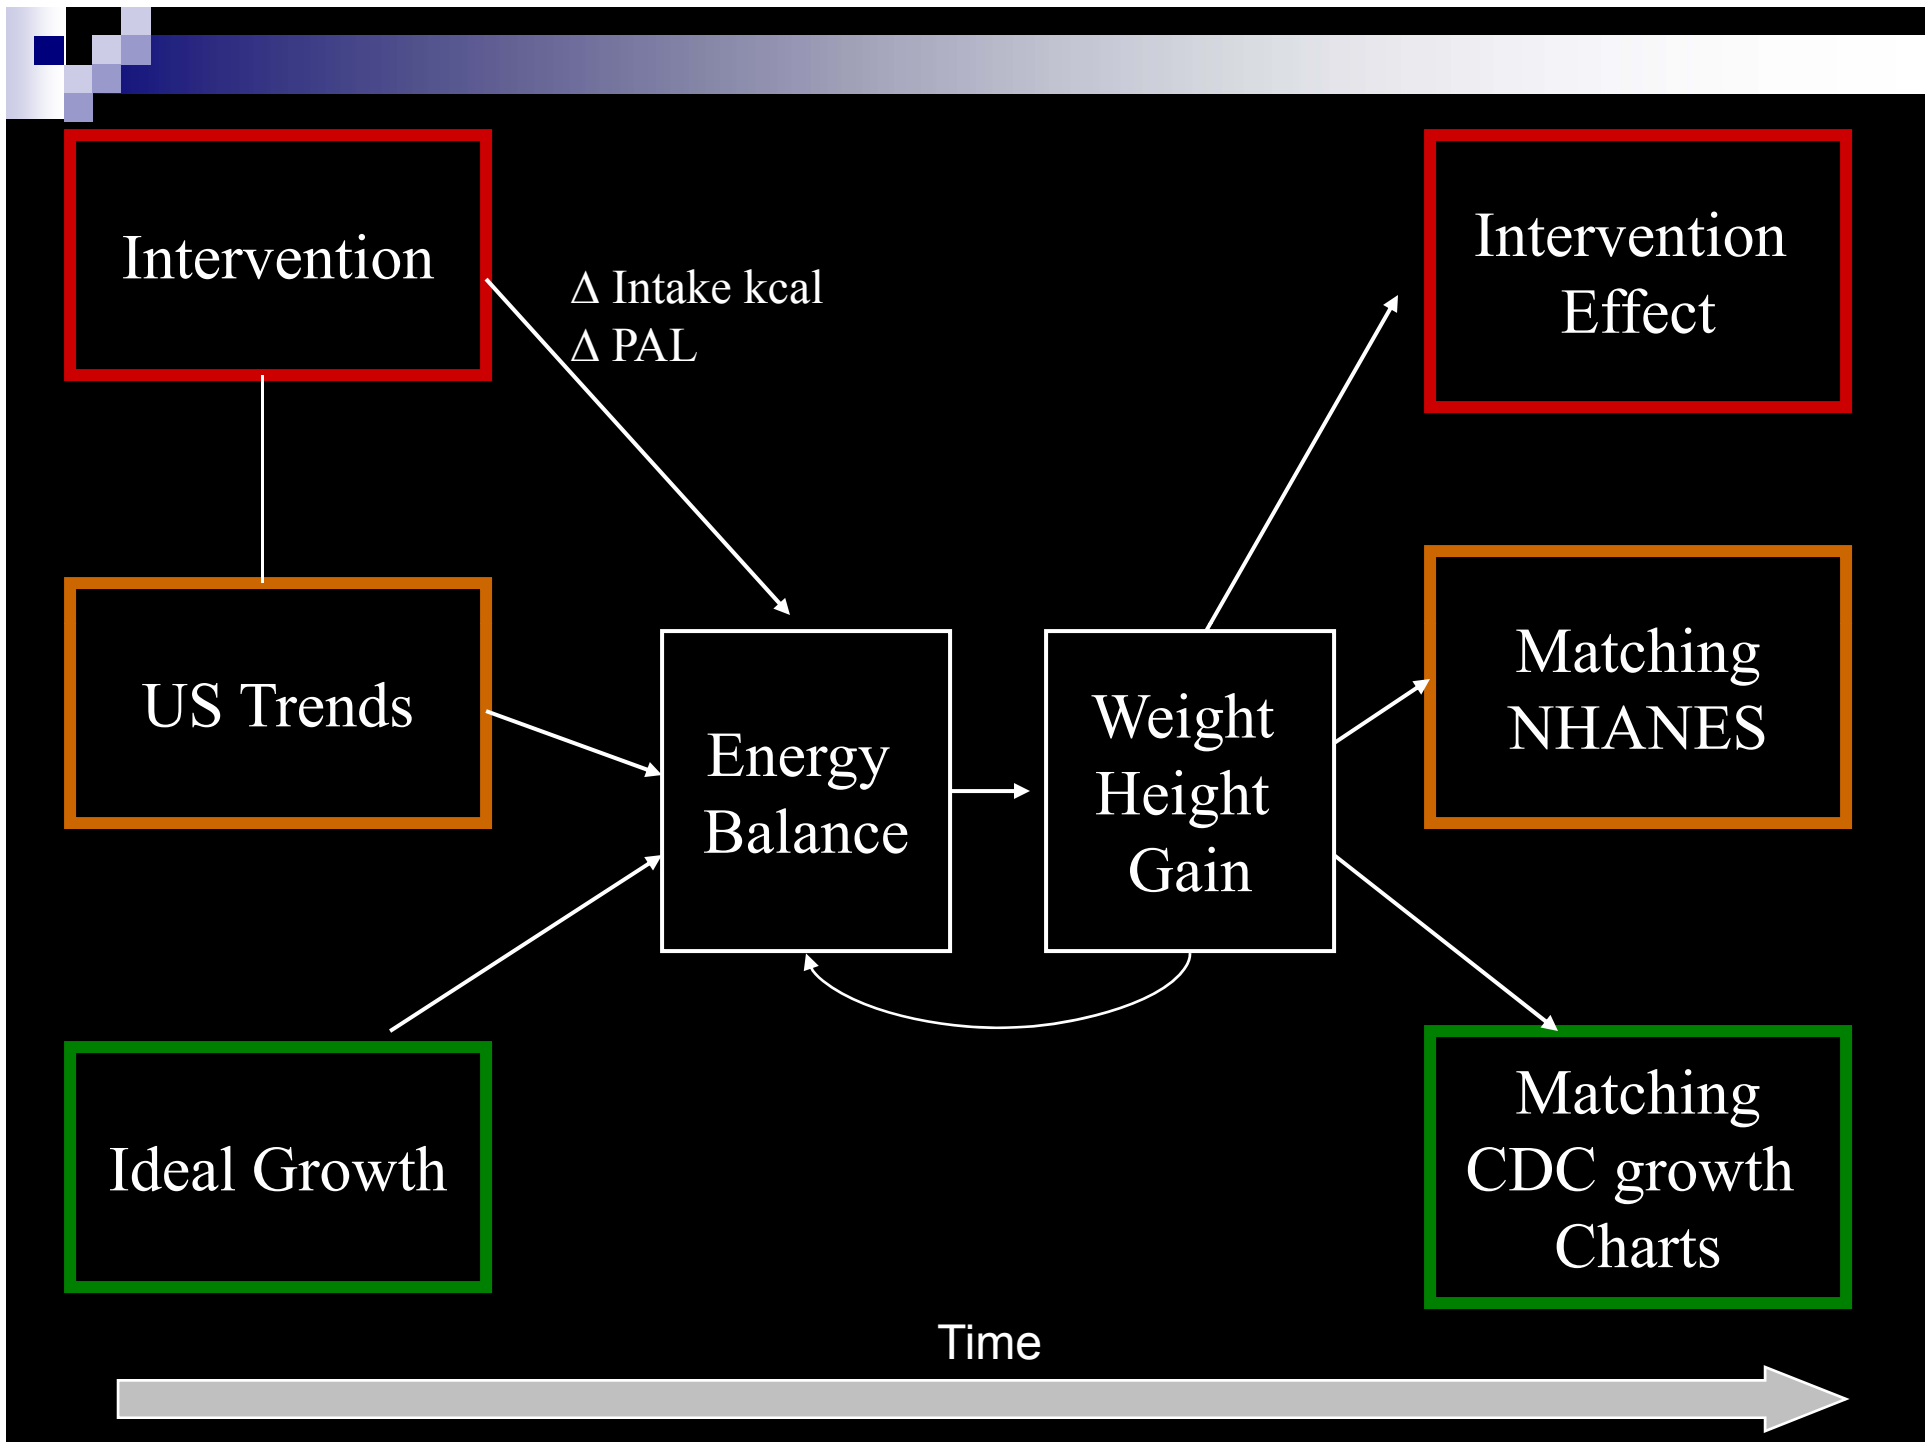 Intervention
Δ Intake kcal
Δ PAL
Intervention
Effect
US Trends
Energy
Balance
Weight
Height
Gain
Matching
NHANES
Ideal Growth
Matching
CDC growth
Charts
Time